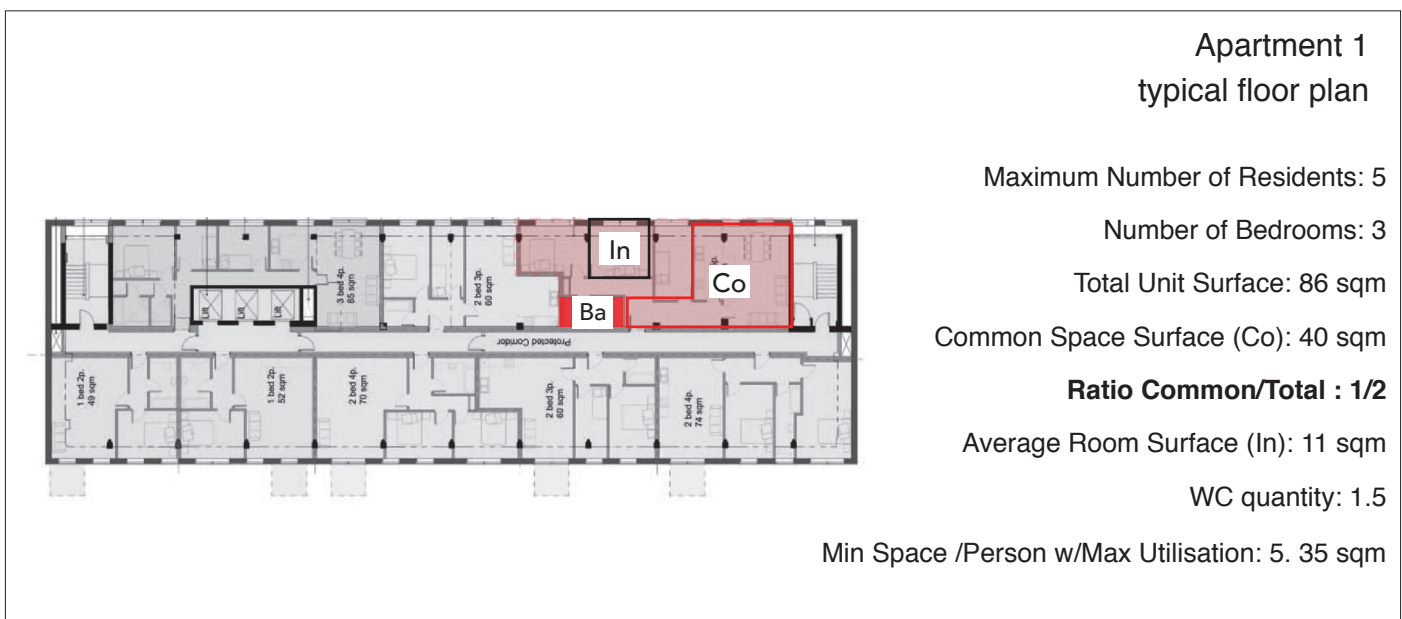 Apartment 1
typical floor plan
Maximum Number of Residents: 5
Number of Bedrooms: 3
Total Unit Surface: 86 sqm
Common Space Surface (Co): 40 sqm
Ratio Common/Total : 1/2
Average Room Surface (In): 11 sqm
WC quantity: 1.5
Min Space /Person w/Max Utilisation: 5. 35 sqm
In
Co
Ba
3 bed 4p.
85 sqm
2 bed 3p.
60 sqm
Lift
Lift
Lift
Protected Corridor
1 bed 2p.
49 sqm
1 bed 2p.
52 sqm
2 bed 4p.
70 sqm
2 bed 3p.
60 sqm
2 bed 4p.
74 sqm